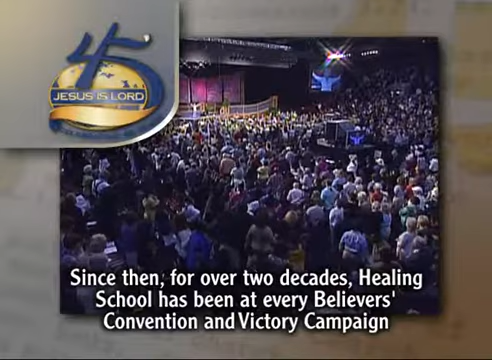 45
JESUS IS LORD
Since then, for over two decades, Healing
School has been at every Believers'
Convention and Victory Campaign